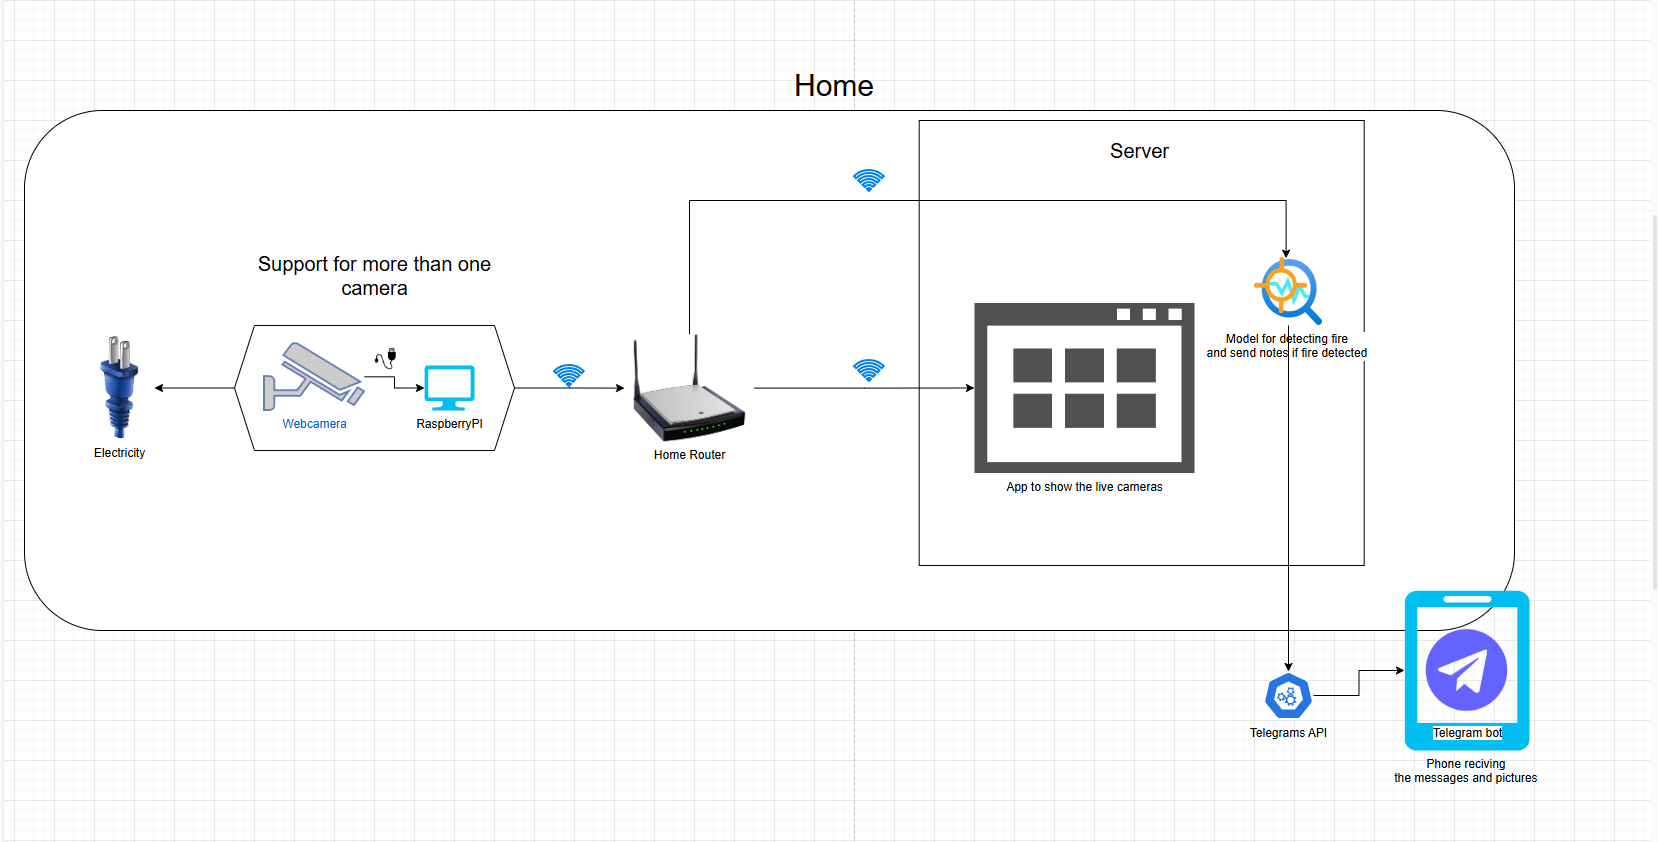 Home
Server
Support for more than one
camera
Model for detecting fire
and send notes if fire detected
Webcamera
RaspberryPI
Electricity
Home Router
App to show the live cameras
Telegrams API
Telegram bot
Phone reciving
the messages and pictures